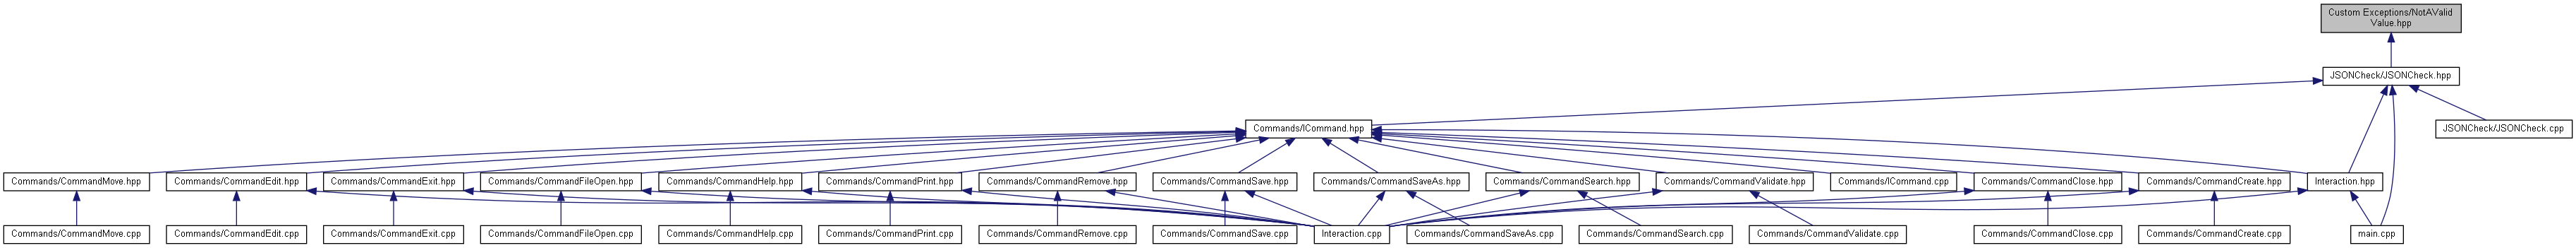 Custom Exceptions/NotAValid
Value.hpp
JSONCheck/JSONCheck.hpp
Commands/ICommand.hpp
JSONCheck/JSONCheck.cpp
Commands/CommandMove.hpp
Commands/CommandEdit.hpp
Commands/CommandExit.hpp
Commands/CommandFileOpen.hpp
Commands/CommandHelp.hpp
Commands/CommandPrint.hpp
Commands/CommandRemove.hpp
Commands/CommandSave.hpp
Commands/CommandSaveAs.hpp
Commands/CommandSearch.hpp
Commands/CommandValidate.hpp
Commands/ICommand.cpp
Commands/CommandClose.hpp
Commands/CommandCreate.hpp
Interaction.hpp
Commands/CommandMove.cpp
Commands/CommandEdit.cpp
Commands/CommandExit.cpp
Commands/CommandFileOpen.cpp
Commands/CommandHelp.cpp
Commands/CommandPrint.cpp
Commands/CommandRemove.cpp
Commands/CommandSave.cpp
Interaction.cpp
Commands/CommandSaveAs.cpp
Commands/CommandSearch.cpp
Commands/CommandValidate.cpp
Commands/CommandClose.cpp
Commands/CommandCreate.cpp
main.cpp